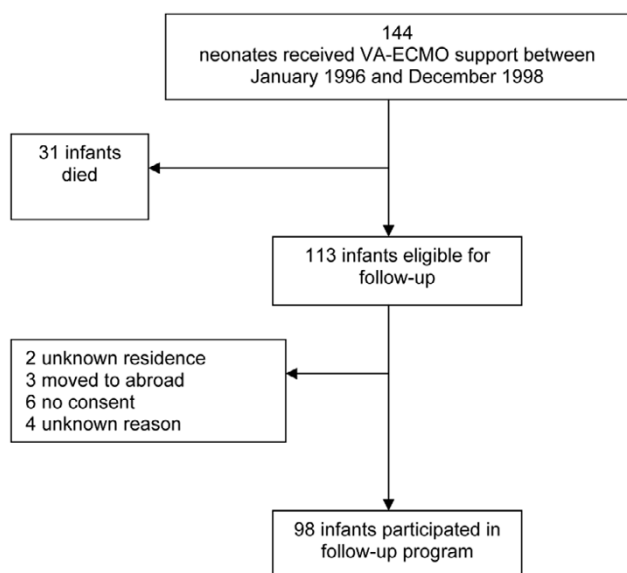 144
neonates received VA-ECMO support between
January 1996 and December 1998
31 infants
died
113 infants eligible for
follow-up
2 unknown residence
3 moved to abroad
6 no consent
4 unknown reason
98 infants participated in
follow-up program